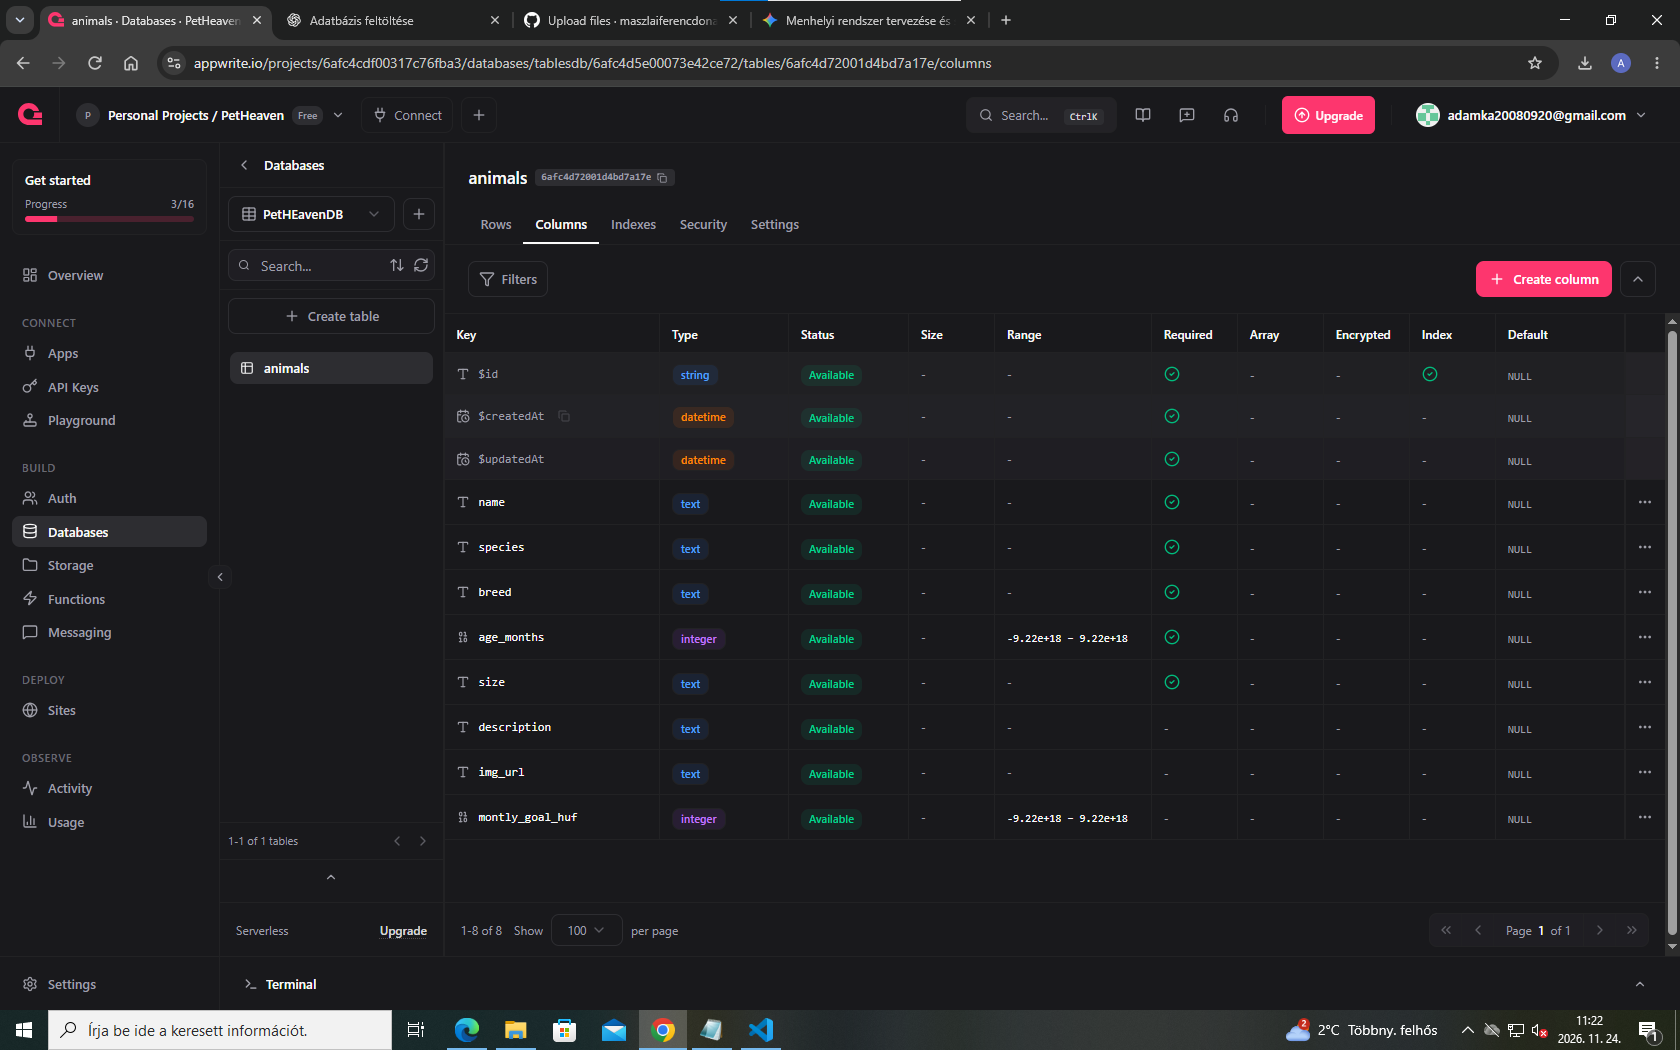 animals · Databases · PetHeaven
Adatbázis feltöltése
Upload files · maszlaiferencdona
Menhelyi rendszer tervezése és
appwrite.io/projects/6afc4cdf00317c76fba3/databases/tablesdb/6afc4d5e00073e42ce72/tables/6afc4d72001d4bd7a17e/columns
A
P
Personal Projects / PetHeaven
Free
Connect
Search...
CtrlK
Upgrade
adamka20080920@gmail.com
Get started
Progress
3/16
Overview
CONNECT
Apps
API Keys
Playground
BUILD
Auth
Databases
Storage
Functions
Messaging
DEPLOY
Sites
OBSERVE
Activity
Usage
Settings
Databases
PetHEavenDB
Search...
Create table
animals
1-1 of 1 tables
Serverless
Upgrade
animals
6afc4d72001d4bd7a17e
Rows
Columns
Indexes
Security
Settings
Filters
Create column
Key Type Status Size Range Required Array Encrypted Index Default
$id string Available - - - - NULL
$createdAt datetime Available - - - - - NULL
$updatedAt datetime Available - - - - - NULL
name text Available - - - - - NULL
species text Available - - - - - NULL
breed text Available - - - - - NULL
age_months integer Available - -9.22e+18 – 9.22e+18 - - - NULL
size text Available - - - - - NULL
description text Available - - - - - - NULL
img_url text Available - - - - - - NULL
montly_goal_huf integer Available - -9.22e+18 – 9.22e+18 - - - - NULL
1-8 of 8 Show 100 per page
Page 1 of 1
Terminal
Írja be ide a keresett információt.
2
2°C Többny. felhős
11:22
2026. 11. 24.
1